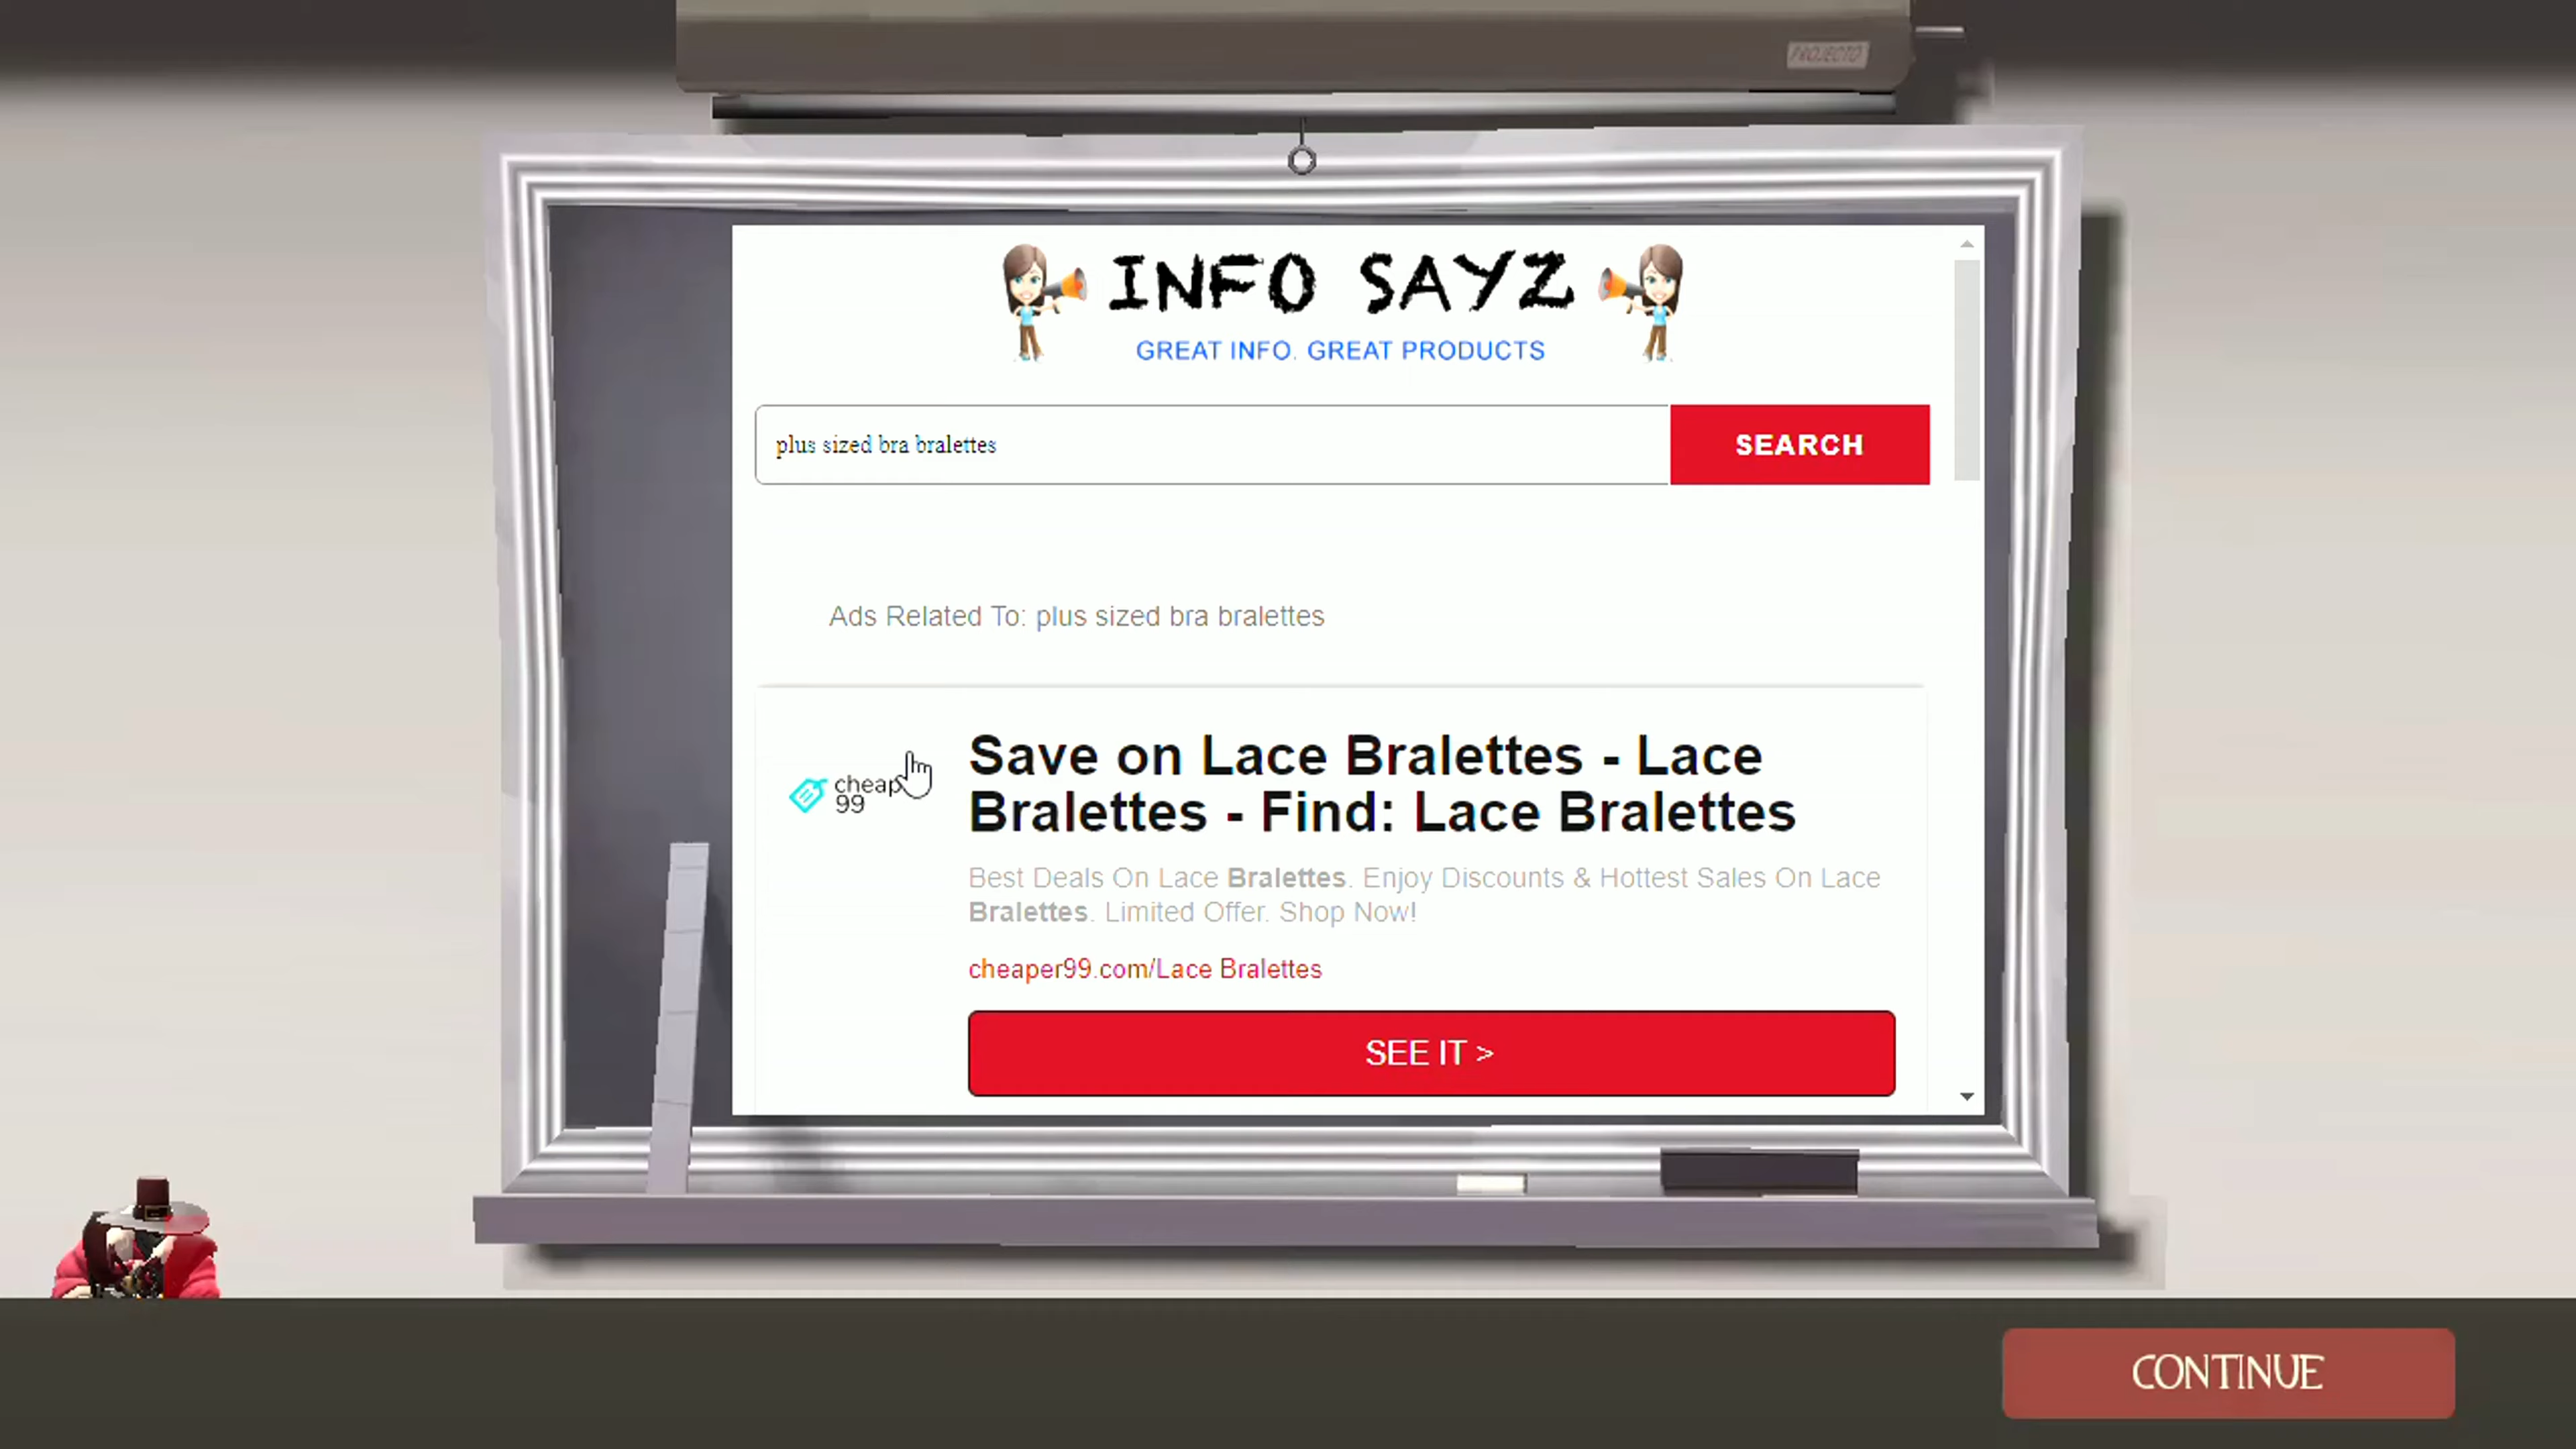 PROJECTO
INFO SAYZ
GREAT INFO. GREAT PRODUCTS
plus sized bra bralettes
SEARCH
Ads Related To: plus sized bra bralettes
cheap
99
Save on Lace Bralettes - Lace
Bralettes - Find: Lace Bralettes
Best Deals On Lace Bralettes. Enjoy Discounts & Hottest Sales On Lace
Bralettes. Limited Offer. Shop Now!
cheaper99.com/Lace Bralettes
SEE IT >
CONTINUE